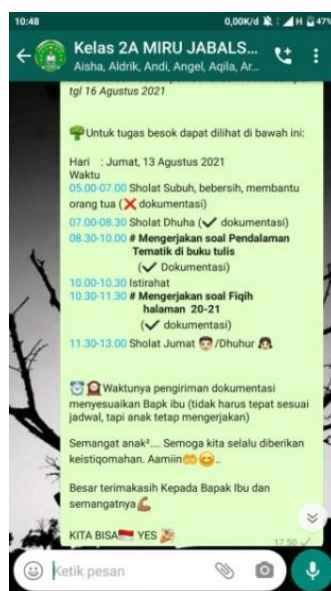 10:48 0,00K/d H 47%
Kelas 2A MIRU JABALS...
Aisha, Aldrik, Andi, Angel, Aqila, Ar...
tgl 16 Agustus 2021
🌳Untuk tugas besok dapat dilihat di bawah ini:
Hari : Jumat, 13 Agustus 2021
Waktu
05.00-07.00 Sholat Subuh, bebersih, membantu
orang tua (❌ dokumentasi)
07.00-08.30 Sholat Dhuha (✔ dokumentasi)
08.30-10.00 # Mengerjakan soal Pendalaman
Tematik di buku tulis
(✔ Dokumentasi)
10.00-10.30 Istirahat
10.30-11.30 # Mengerjakan soal Fiqih
halaman 20-21
(✔ dokumentasi)
11.30-13.00 Sholat Jumat /Dhuhur
Waktunya pengiriman dokumentasi
menyesuaikan Bapk ibu (tidak harus tepat sesuai
jadwal, tapi anak tetap mengerjakan)
Semangat anak².... Semoga kita selalu diberikan
keistiqomahan. Aamiin🤲😊..
Besar terimakasih Kepada Bapak Ibu dan
semangatnya💪
KITA BISA🇮🇩 YES 🎉
17.50
Ketik pesan